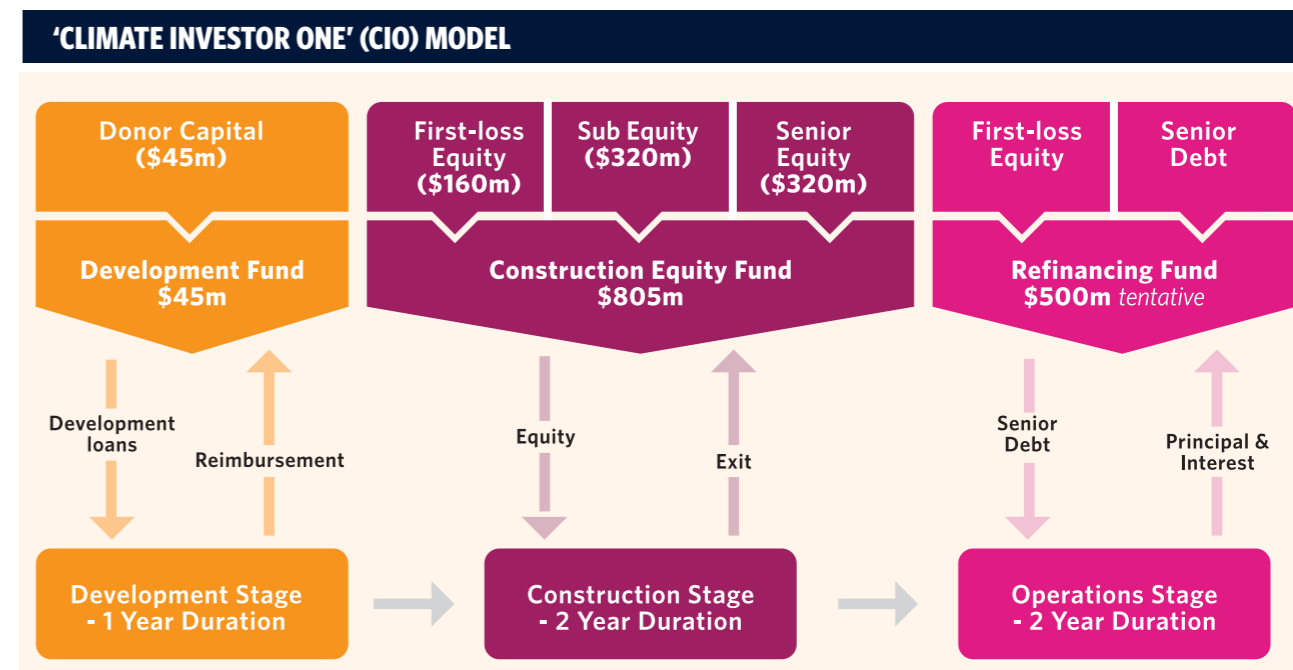 ‘CLIMATE INVESTOR ONE’ (CIO) MODEL
Donor Capital
($45m)
First-loss
Equity
($160m)
Sub Equity
($320m)
Senior
Equity
($320m)
First-loss
Equity
Senior
Debt
Development Fund
$45m
Construction Equity Fund
$805m
Refinancing Fund
$500m tentative
Development
loans
Reimbursement
Equity
Exit
Senior
Debt
Principal &
Interest
Development Stage
- 1 Year Duration
Construction Stage
- 2 Year Duration
Operations Stage
- 2 Year Duration